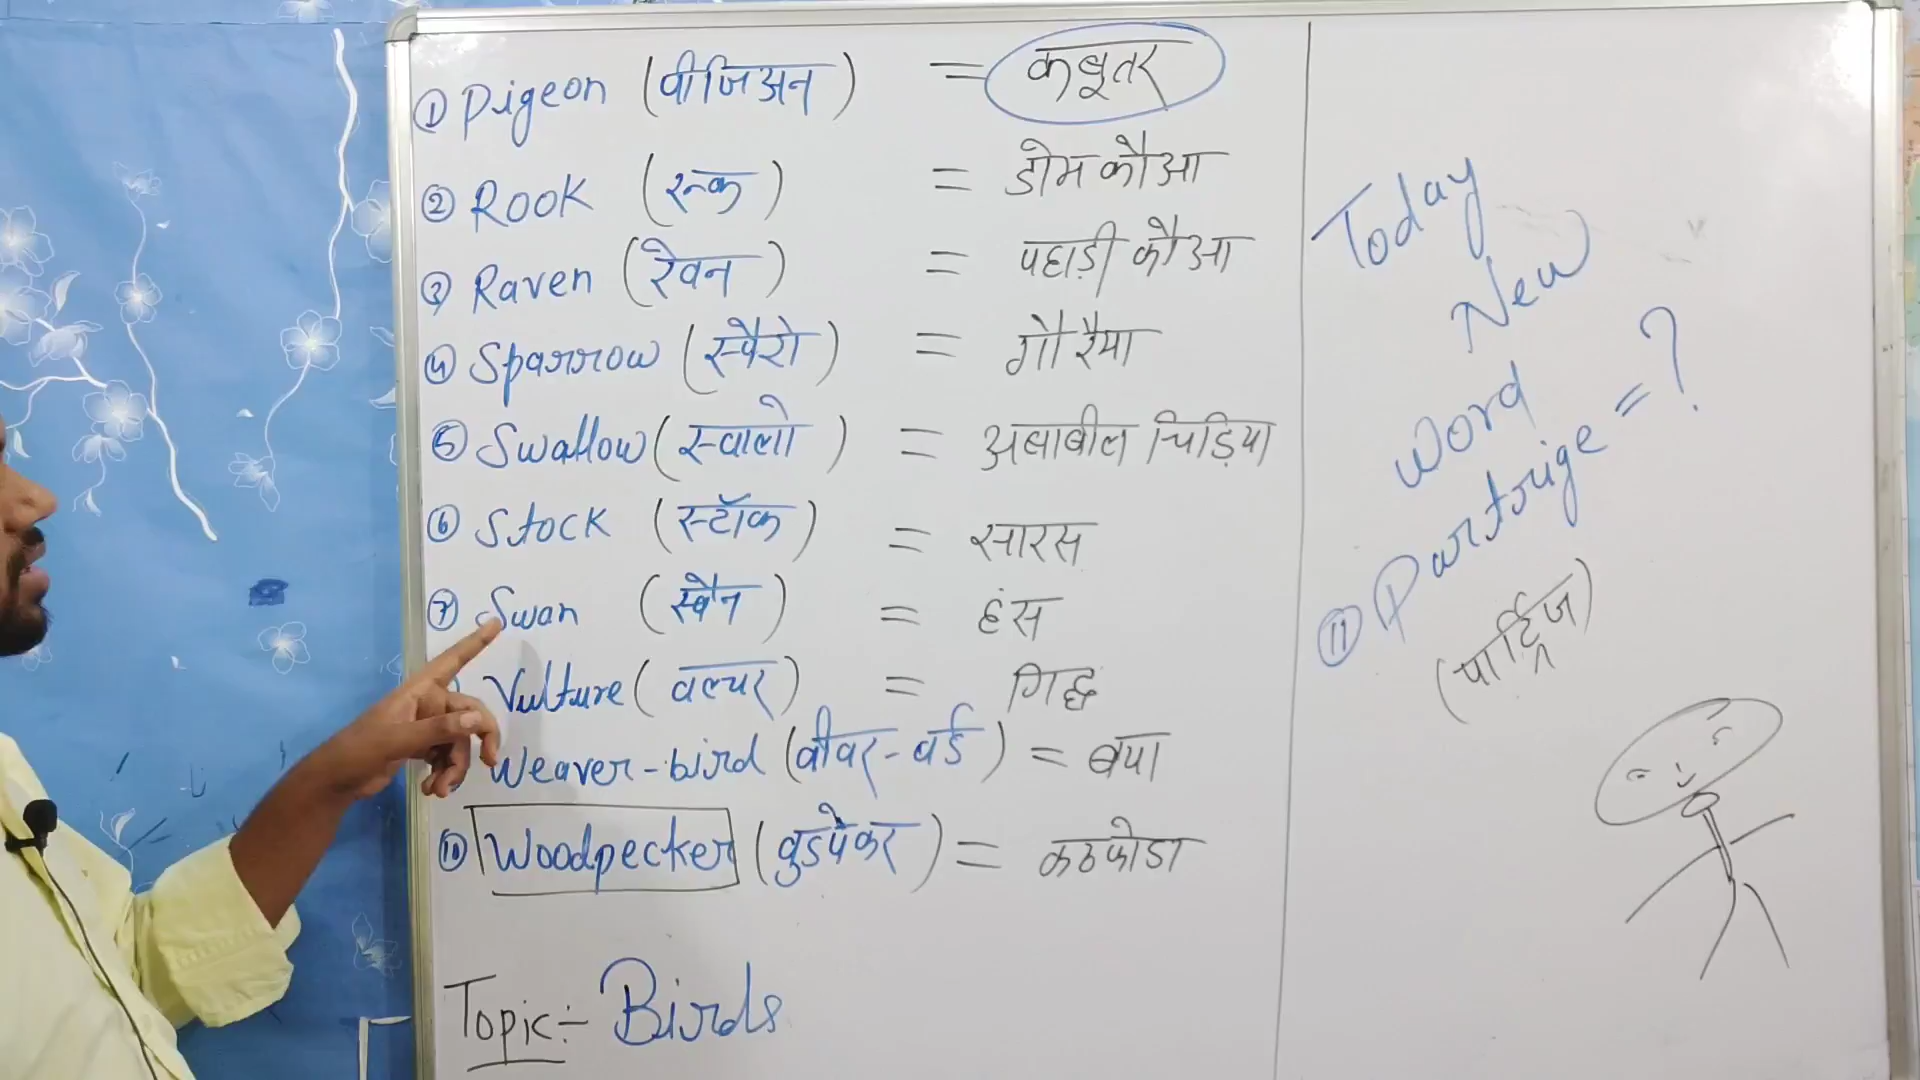 ① Pigeon (पीजिअन) = कबूतर
② Rook (रूक) = डोम कौआ
③ Raven (रेवन) = पहाड़ी कौआ
④ Sparrow (स्पैरो) = गौरैया
⑤ Swallow (स्वालो) = अबाबील चिड़िया
⑥ Stock (स्टॉक) = सारस
⑦ Swan (स्वैन) = हंस
Vulture (वल्चर) = गिद्ध
Weaver-bird (वीवर-बर्ड) = बया
⑩ Woodpecker (वुडपेकर) = कठफोडा
Topic:- Birds
Today
New
Word
⑪ Partrige = ?
(पार्ट्रिज)